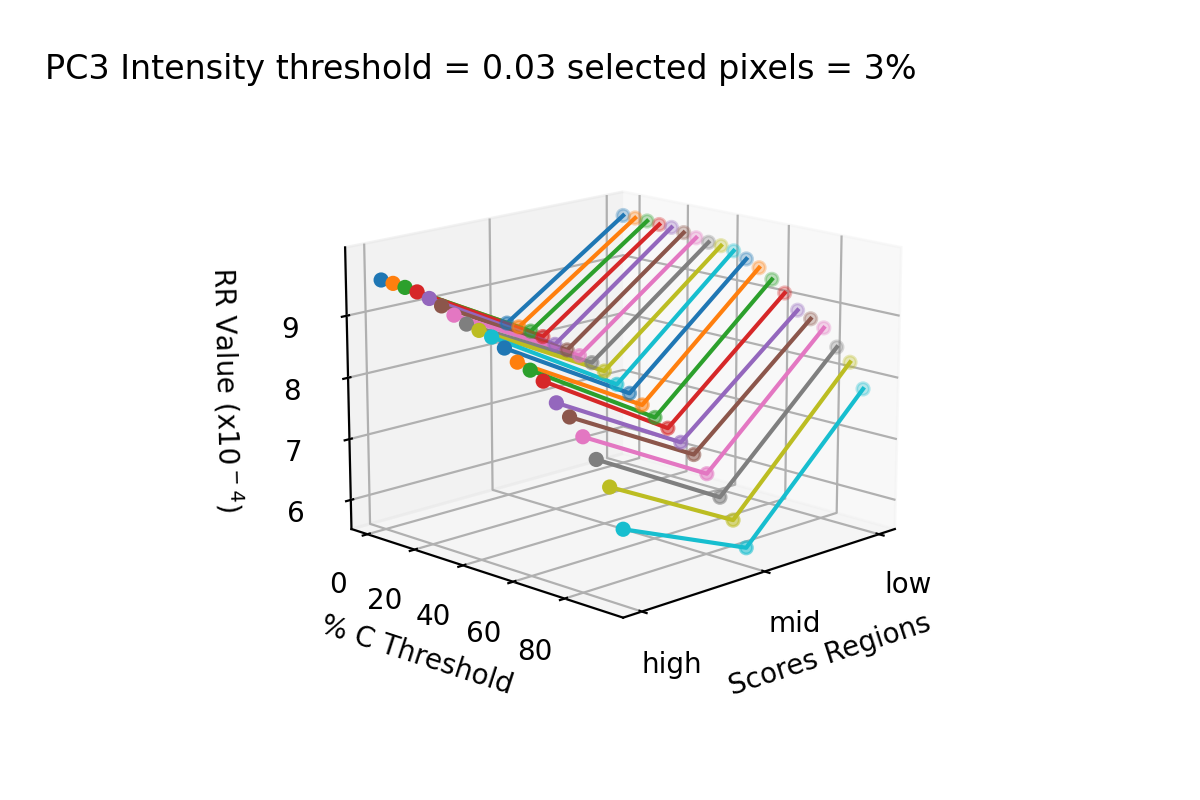 PC3 Intensity threshold = 0.03 selected pixels = 3%
RR Value (x10⁻⁴)
9
8
7
6
0
20
40
60
80
% C Threshold
high
mid
low
Scores Regions